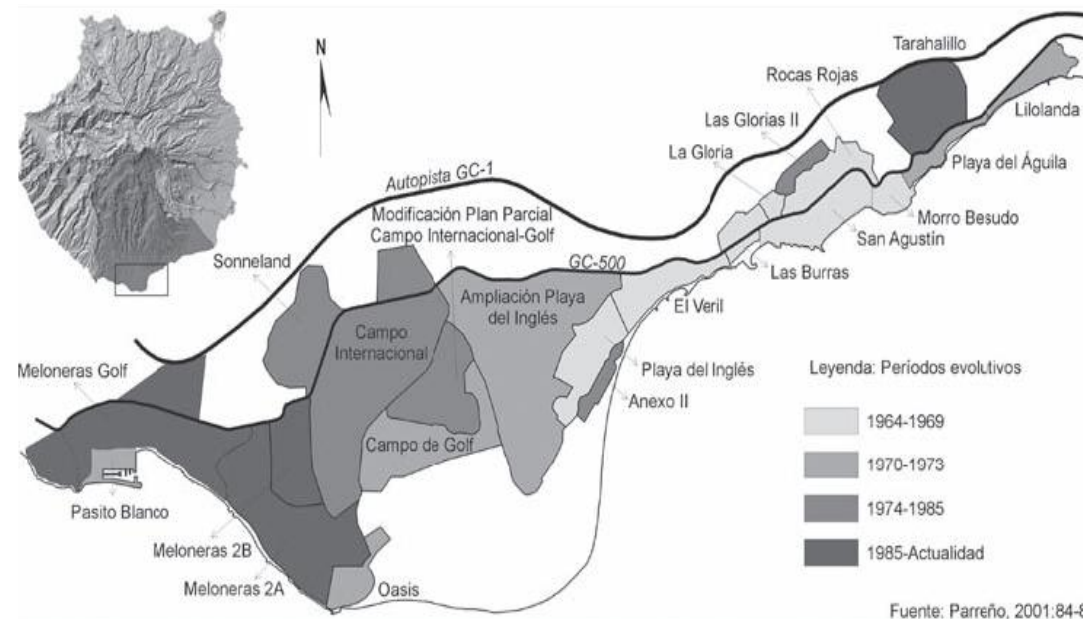 N
Tarahalillo
Rocas Rojas
Lilolanda
Las Glorias II
Playa del Águila
La Gloria
Autopista GC-1
Morro Besudo
Modificación Plan Parcial
Campo Internacional-Golf
San Agustín
Sonneland
GC-500
Las Burras
Ampliación Playa
del Inglés
El Veril
Campo
Internacional
Meloneras Golf
Playa del Inglés
Anexo II
Campo de Golf
Pasito Blanco
Meloneras 2B
Meloneras 2A
Oasis
Leyenda: Períodos evolutivos
1964-1969
1970-1973
1974-1985
1985-Actualidad
Fuente: Parreño, 2001:84-8